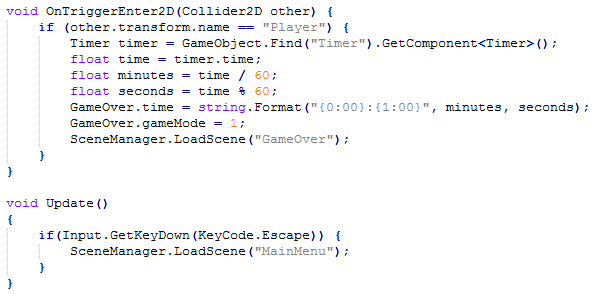 void OnTriggerEnter2D(Collider2D other) {
    if (other.transform.name == "Player") {
        Timer timer = GameObject.Find("Timer").GetComponent<Timer>();
        float time = timer.time;
        float minutes = time / 60;
        float seconds = time % 60;
        GameOver.time = string.Format("{0:00}:{1:00}", minutes, seconds);
        GameOver.gameMode = 1;
        SceneManager.LoadScene("GameOver");
    }
}

void Update()
{
    if(Input.GetKeyDown(KeyCode.Escape)) {
        SceneManager.LoadScene("MainMenu");
    }
}